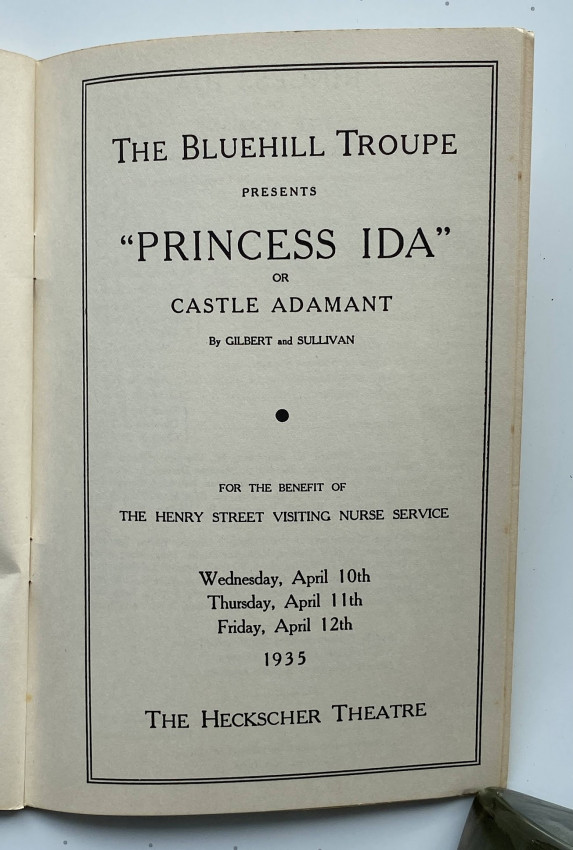 THE BLUEHILL TROUPE
PRESENTS
"PRINCESS IDA"
OR
CASTLE ADAMANT
By GILBERT and SULLIVAN
FOR THE BENEFIT OF
THE HENRY STREET VISITING NURSE SERVICE
Wednesday, April 10th
Thursday, April 11th
Friday, April 12th
1935
THE HECKSCHER THEATRE